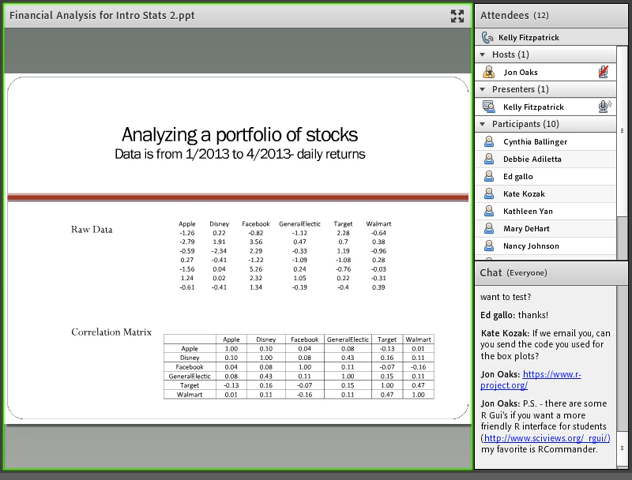 Financial Analysis for Intro Stats 2.ppt
Analyzing a portfolio of stocks
Data is from 1/2013 to 4/2013- daily returns
Raw Data
Apple Disney Facebook GeneralElectic Target Walmart
-1.26 0.22 -0.82 -1.12 2.28 -0.64
-2.79 1.91 3.56 0.47 0.7 0.38
-0.59 -2.34 2.29 -0.33 1.19 -0.96
0.27 -0.41 -1.22 -1.09 -1.08 0.28
-1.56 0.04 5.26 0.24 -0.76 -0.03
1.24 0.02 2.32 1.05 0.22 -0.31
-0.61 -0.41 1.34 -0.19 -0.4 0.39
Correlation Matrix
Apple Disney Facebook GeneralElectic Target Walmart
Apple 1.00 0.10 0.04 0.08 -0.13 0.01
Disney 0.10 1.00 0.08 0.43 0.16 0.11
Facebook 0.04 0.08 1.00 0.11 -0.07 -0.16
GeneralElectic 0.08 0.43 0.11 1.00 0.15 0.11
Target -0.13 0.16 -0.07 0.15 1.00 0.47
Walmart 0.01 0.11 -0.16 0.11 0.47 1.00
Attendees (12)
Kelly Fitzpatrick
Hosts (1)
Jon Oaks
Presenters (1)
Kelly Fitzpatrick
Participants (10)
Cynthia Ballinger
Debbie Adiletta
Ed gallo
Kate Kozak
Kathleen Yan
Mary DeHart
Nancy Johnson
Chat (Everyone)
want to test?
Ed gallo: thanks!
Kate Kozak: If we email you, can
you send the code you used for
the box plots?
Jon Oaks: https://www.r-
project.org/
Jon Oaks: P.S. - there are some
R Gui's if you want a more
friendly R interface for students
(http://www.sciviews.org/_rgui/)
my favorite is RCommander.